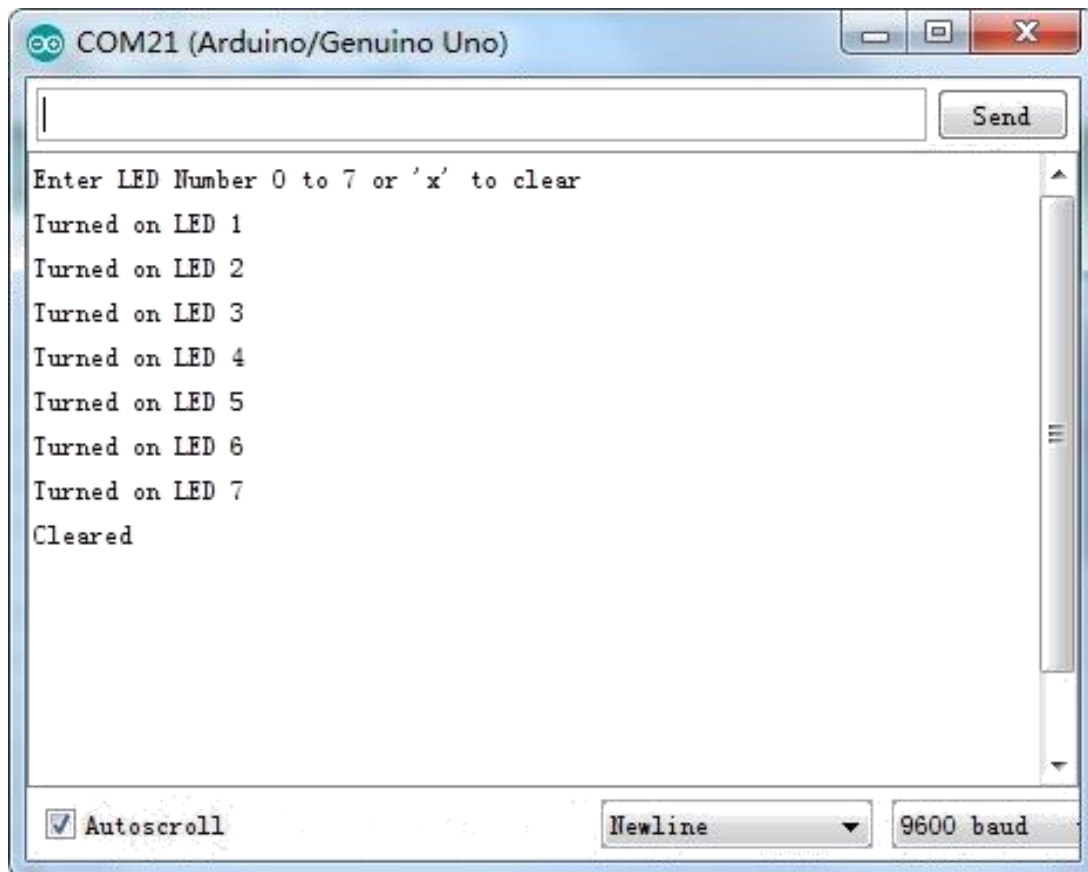 COM21 (Arduino/Genuino Uno)
Send
Enter LED Number 0 to 7 or 'x' to clear
Turned on LED 1
Turned on LED 2
Turned on LED 3
Turned on LED 4
Turned on LED 5
Turned on LED 6
Turned on LED 7
Cleared
Autoscroll
Newline
9600 baud